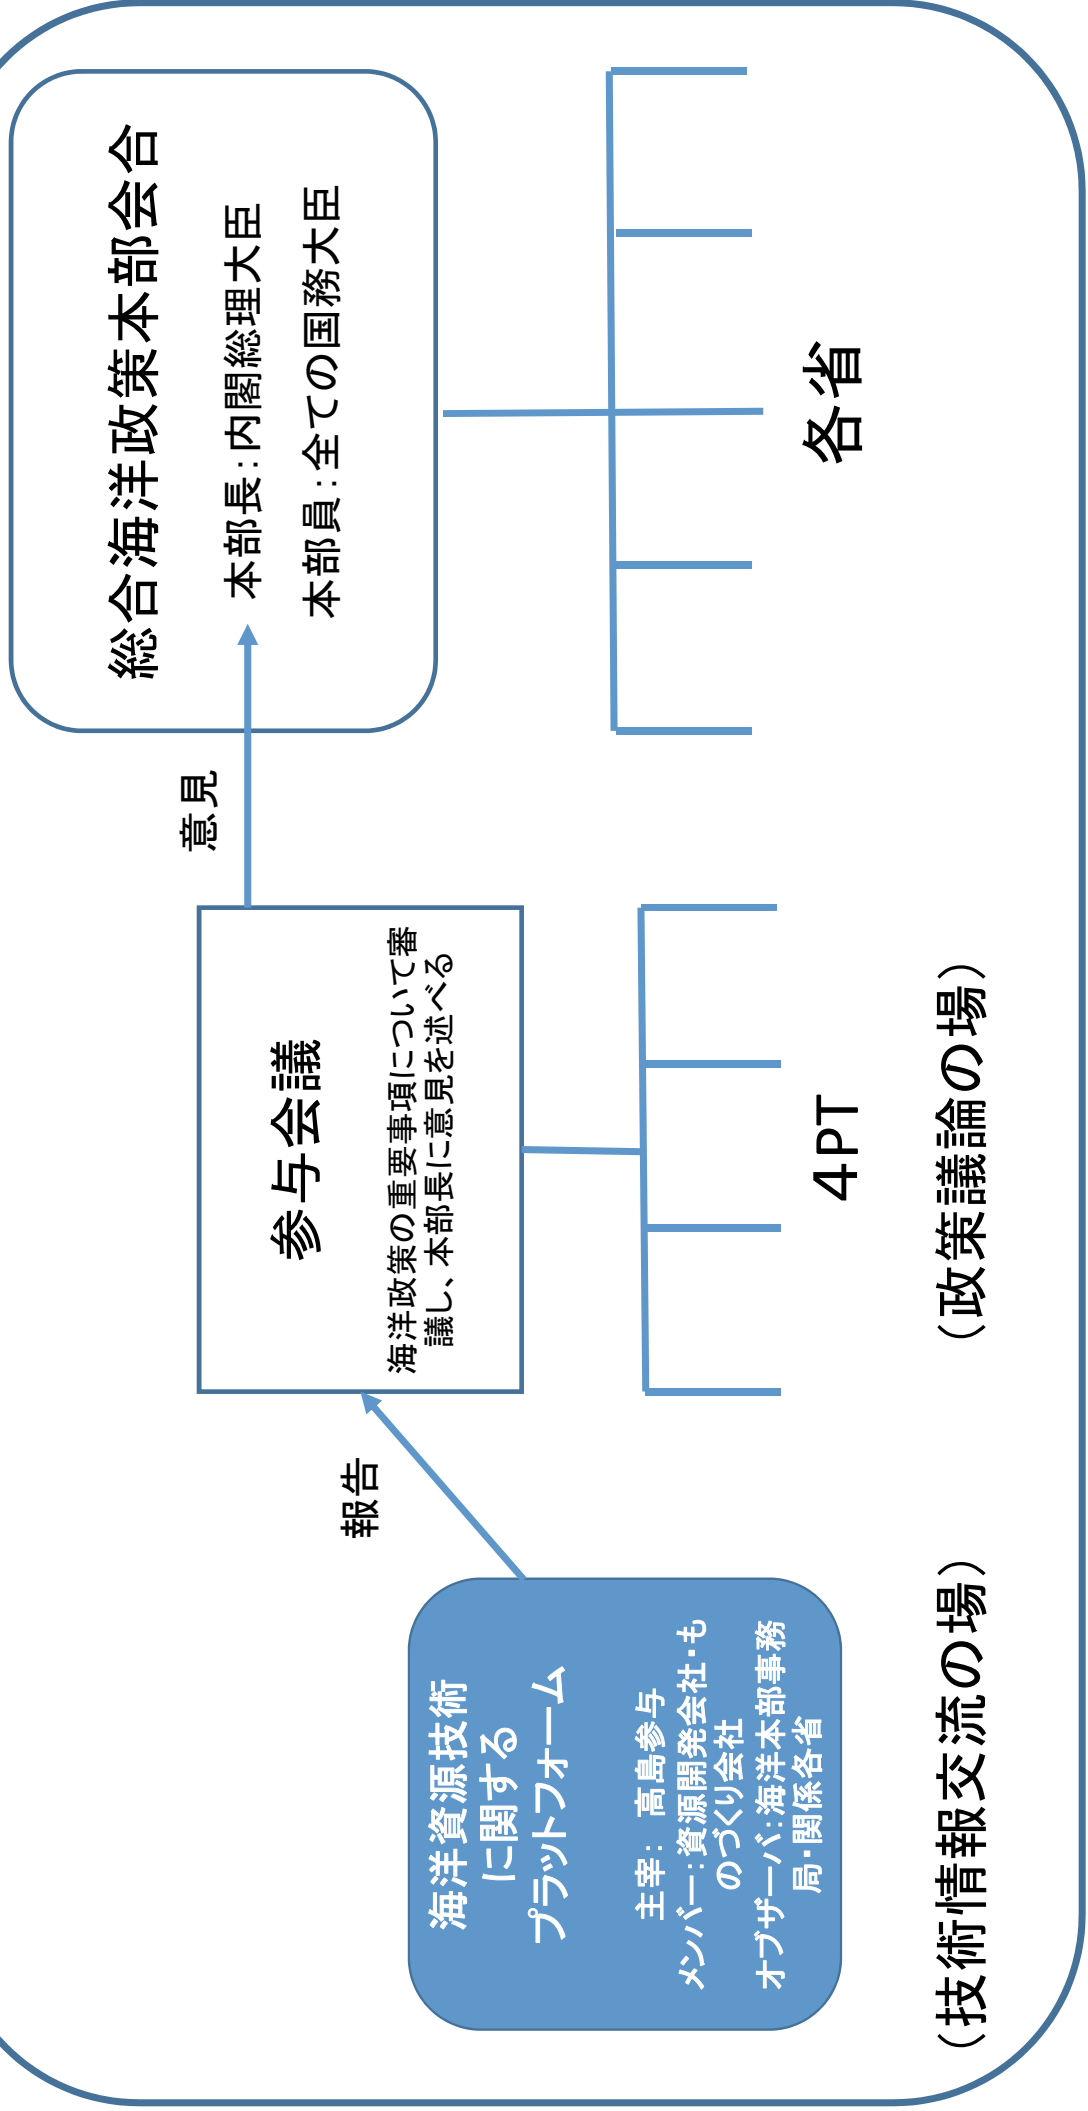 海洋資源技術
に関する
プラットフォーム
主宰： 高島参与
メンバー：資源開発会社・も
のづくり会社
オブザーバ：海洋本部事務
局・関係各省
（技術情報交流の場）
報告
参与会議
海洋政策の重要事項について審
議し、本部長に意見を述べる
４PT
（政策議論の場）
意見
総合海洋政策本部会合
本部長：内閣総理大臣
本部員：全ての国務大臣
各省